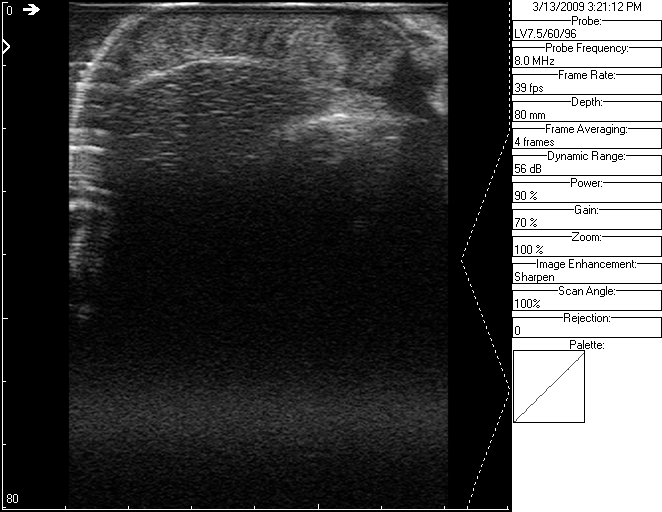 0
80
3/13/2009 3:21:12 PM
Probe:
LV7.5/60/96
Probe Frequency:
8.0 MHz
Frame Rate:
39 fps
Depth:
80 mm
Frame Averaging:
4 frames
Dynamic Range:
56 dB
Power:
90 %
Gain:
70 %
Zoom:
100 %
Image Enhancement:
Sharpen
Scan Angle:
100%
Rejection:
0
Palette: